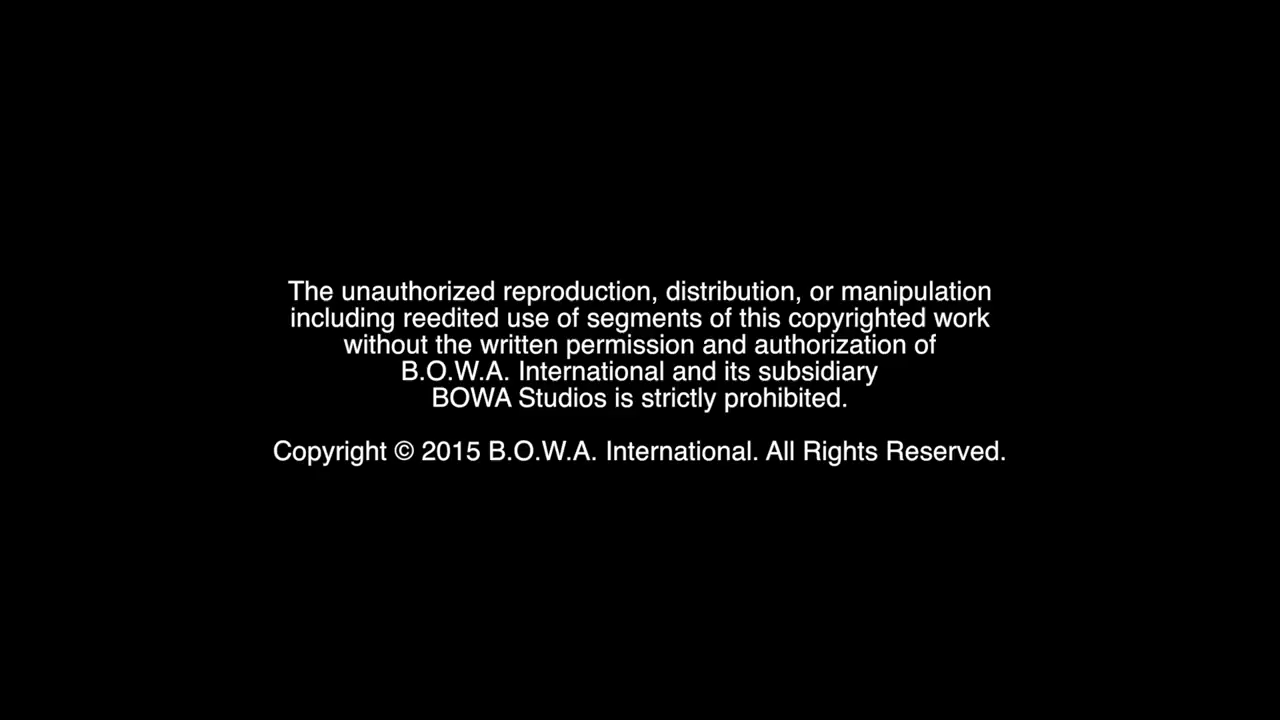 The unauthorized reproduction, distribution, or manipulation
including reedited use of segments of this copyrighted work
without the written permission and authorization of
B.O.W.A. International and its subsidiary
BOWA Studios is strictly prohibited.
Copyright © 2015 B.O.W.A. International. All Rights Reserved.